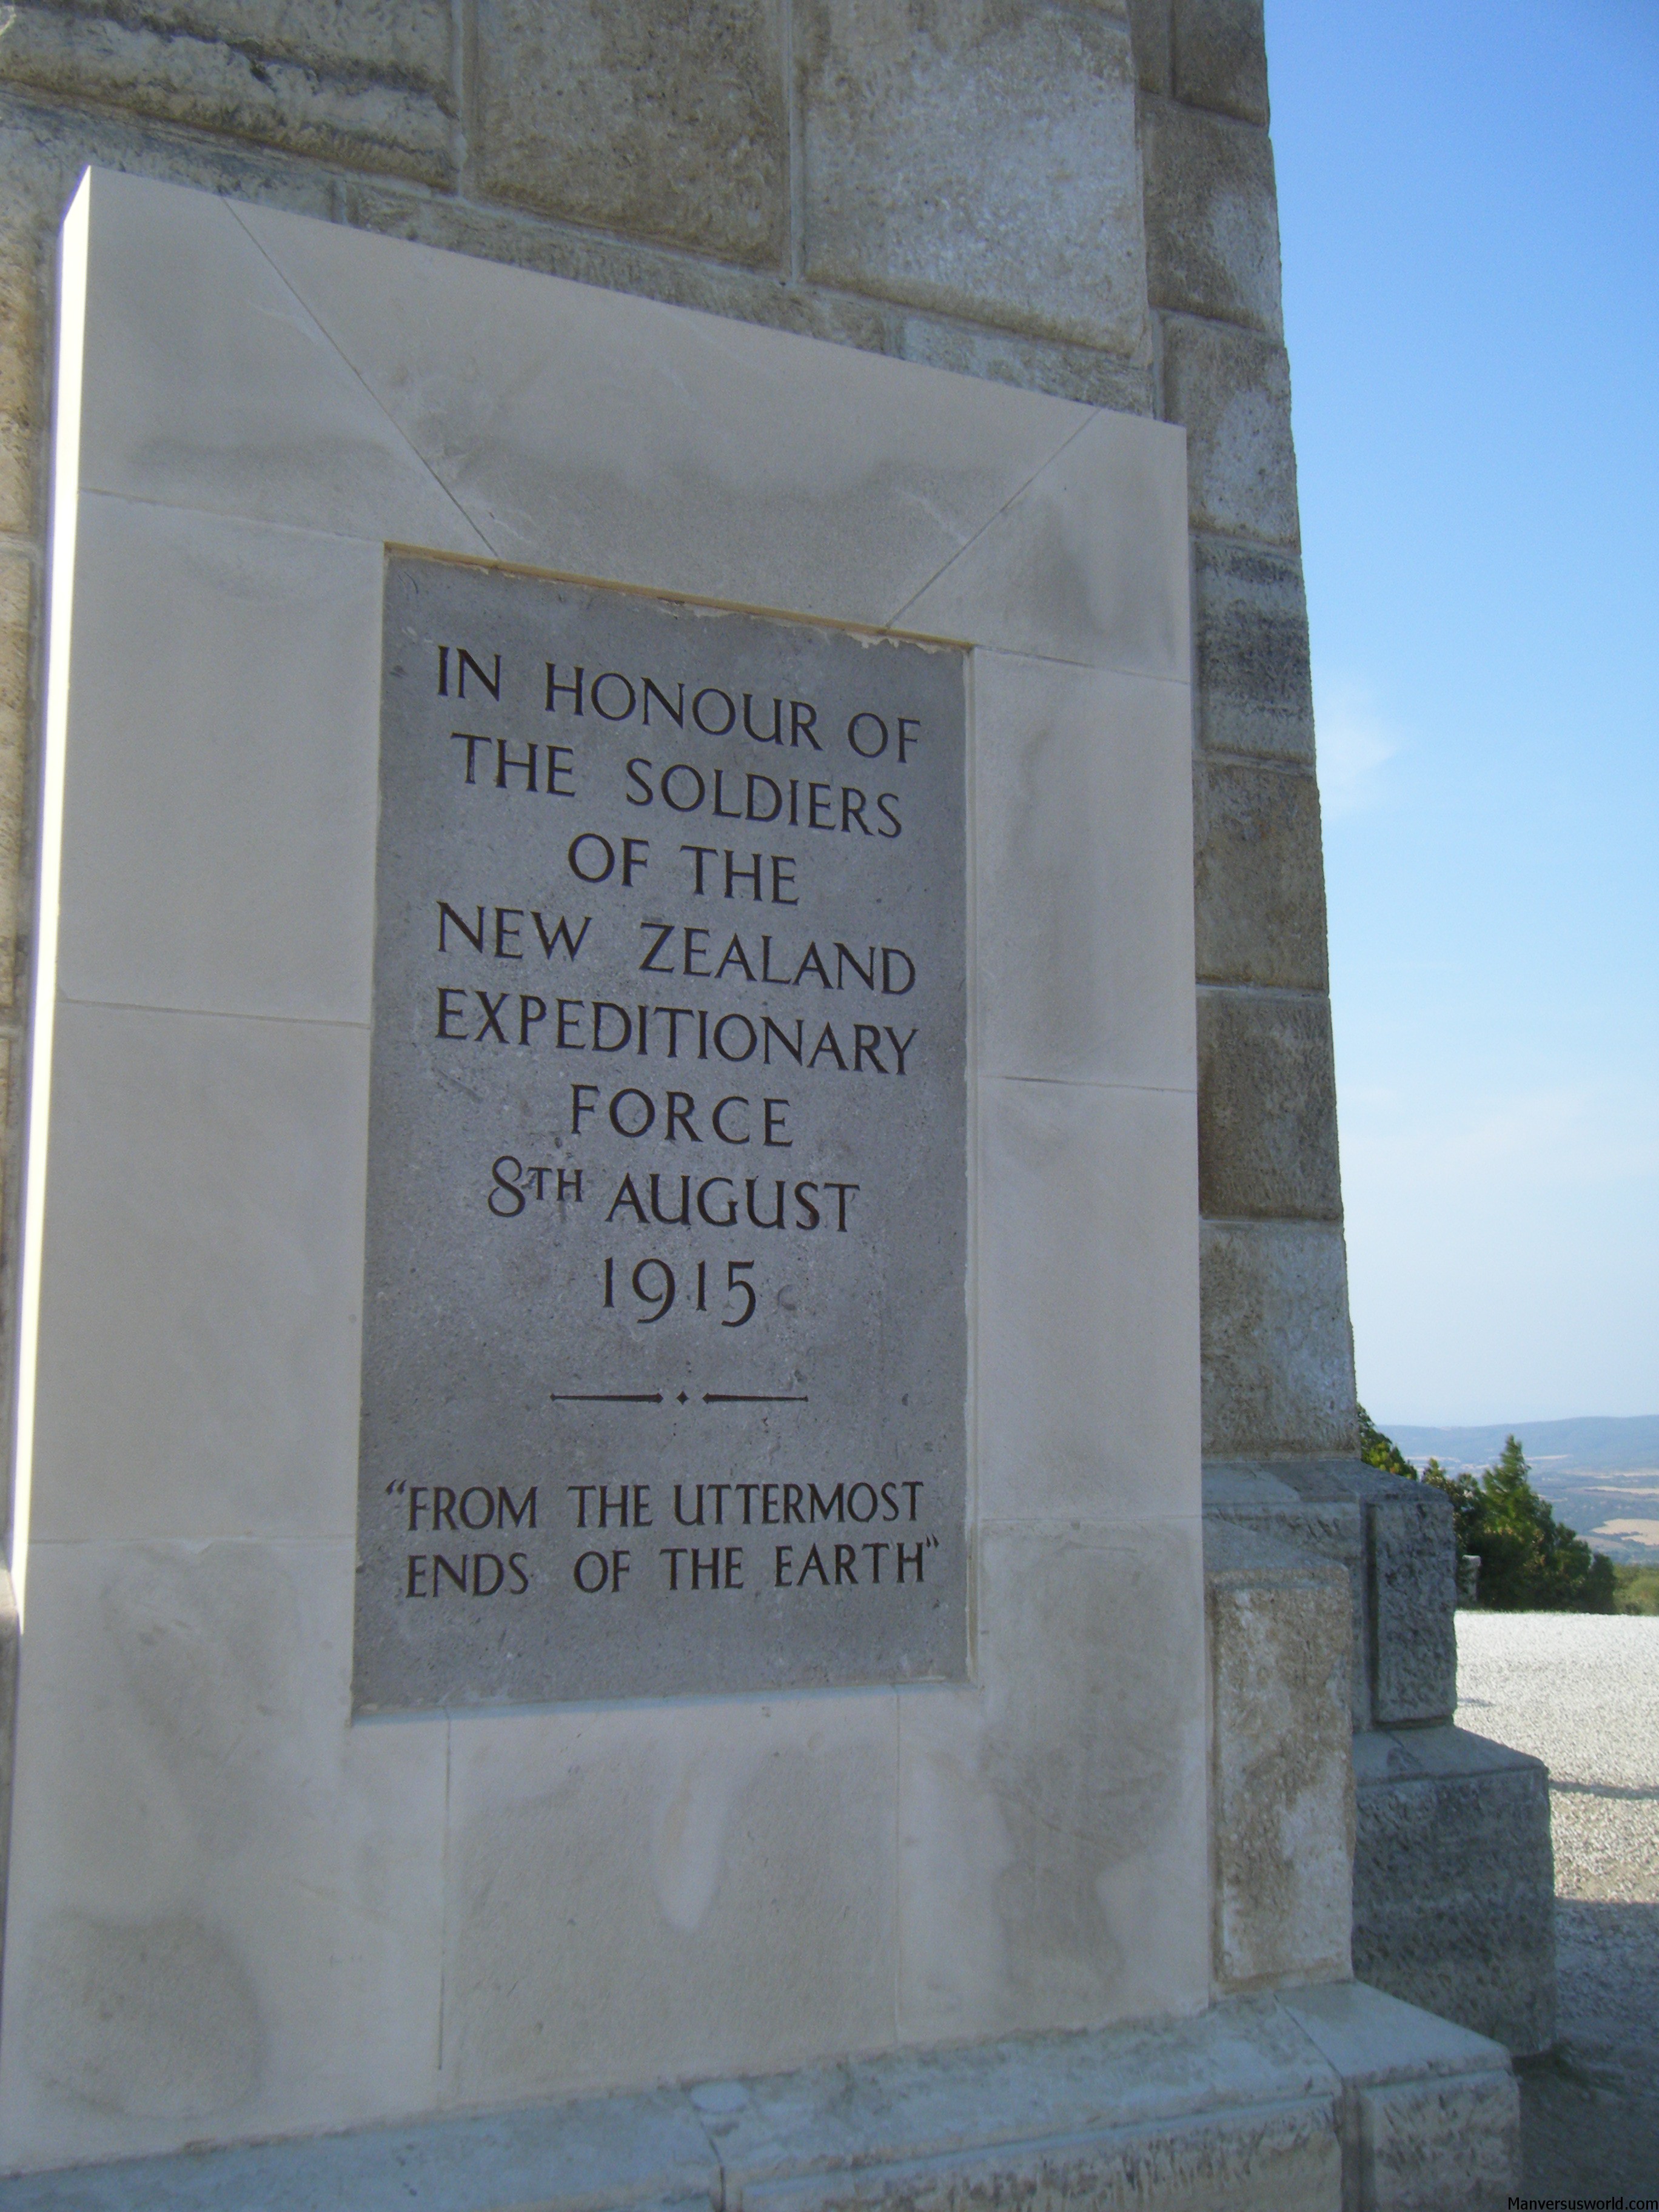 IN HONOUR OF
THE SOLDIERS
OF THE
NEW ZEALAND
EXPEDITIONARY
FORCE
8TH AUGUST
1915
“FROM THE UTTERMOST
ENDS OF THE EARTH“
Manversusworld.com